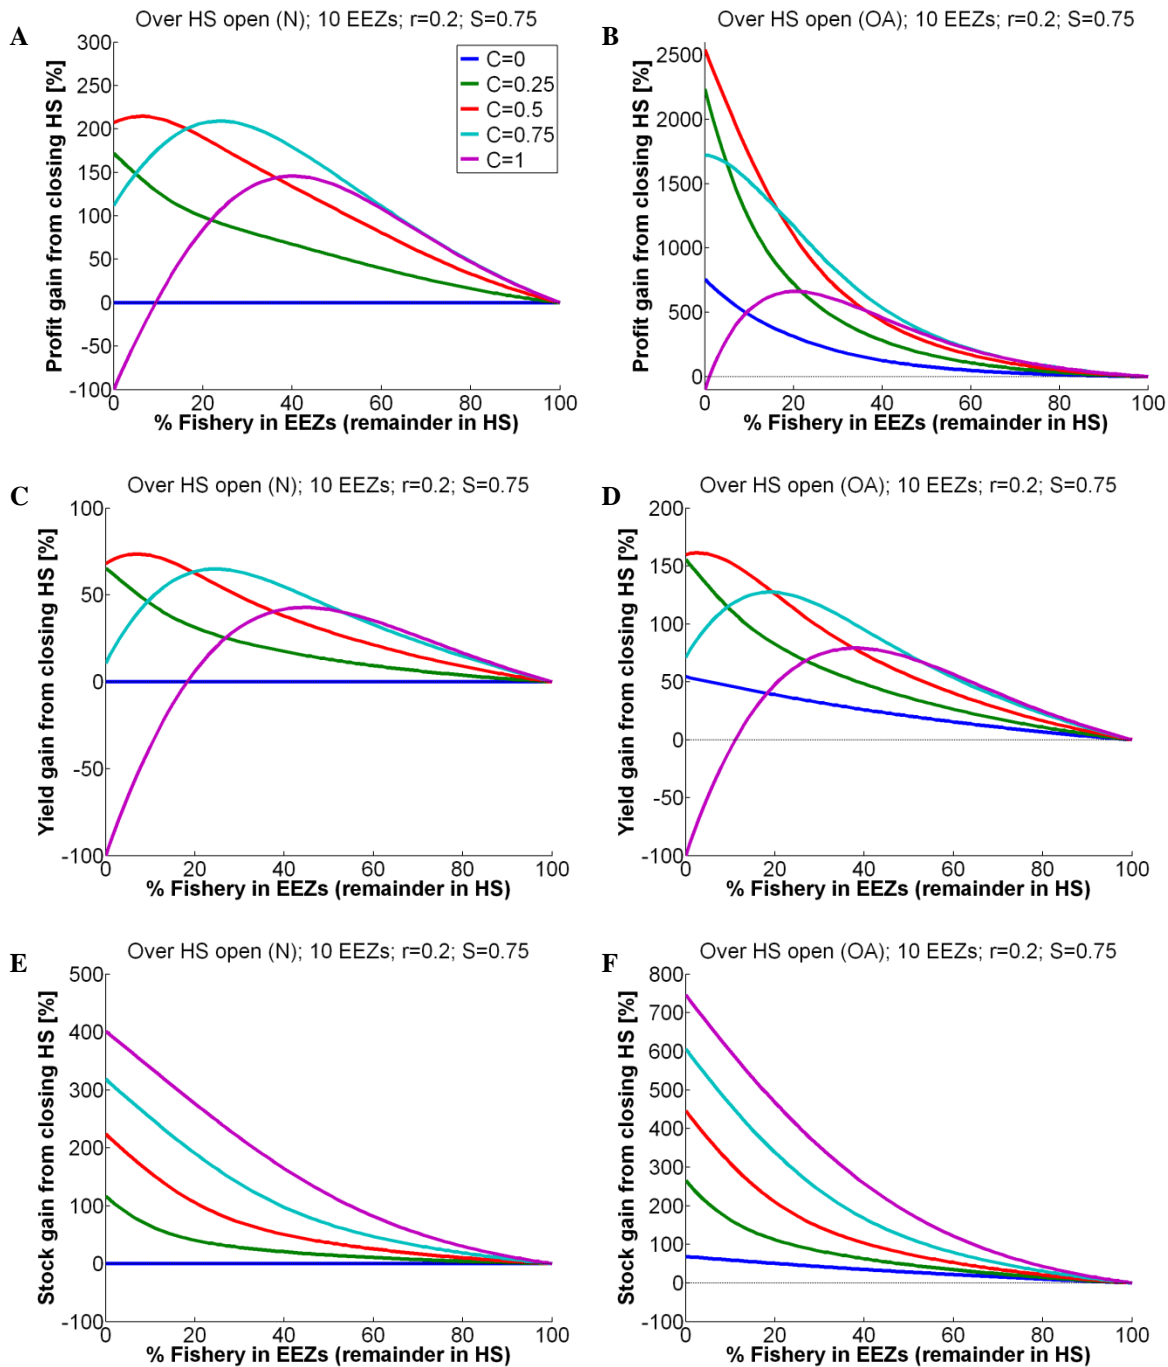 A
Over HS open (N); 10 EEZs; r=0.2; S=0.75
Profit gain from closing HS [%]
300
250
200
150
100
50
0
-50
-100
0 20 40 60 80 100
% Fishery in EEZs (remainder in HS)
C=0
C=0.25
C=0.5
C=0.75
C=1
B
Over HS open (OA); 10 EEZs; r=0.2; S=0.75
Profit gain from closing HS [%]
2500
2000
1500
1000
500
0
0 20 40 60 80 100
% Fishery in EEZs (remainder in HS)
C
Over HS open (N); 10 EEZs; r=0.2; S=0.75
Yield gain from closing HS [%]
100
50
0
-50
-100
0 20 40 60 80 100
% Fishery in EEZs (remainder in HS)
D
Over HS open (OA); 10 EEZs; r=0.2; S=0.75
Yield gain from closing HS [%]
200
150
100
50
0
-50
-100
0 20 40 60 80 100
% Fishery in EEZs (remainder in HS)
E
Over HS open (N); 10 EEZs; r=0.2; S=0.75
Stock gain from closing HS [%]
500
400
300
200
100
0
-100
0 20 40 60 80 100
% Fishery in EEZs (remainder in HS)
F
Over HS open (OA); 10 EEZs; r=0.2; S=0.75
Stock gain from closing HS [%]
800
700
600
500
400
300
200
100
0
-100
0 20 40 60 80 100
% Fishery in EEZs (remainder in HS)